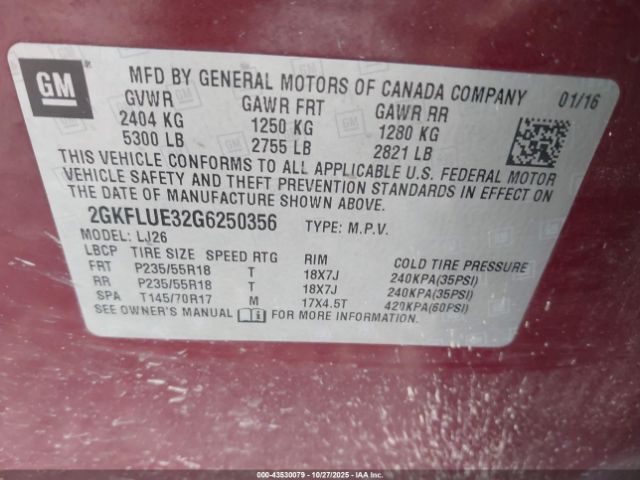 GM
MFD BY GENERAL MOTORS OF CANADA COMPANY 01/16
GVWR GAWR FRT GAWR RR
2404 KG 1250 KG 1280 KG
5300 LB 2755 LB 2821 LB
THIS VEHICLE CONFORMS TO ALL APPLICABLE U.S. FEDERAL MOTOR
VEHICLE SAFETY AND THEFT PREVENTION STANDARDS IN EFFECT ON
THE DATE OF MANUFACTURE SHOWN ABOVE.
2GKFLUE32G6250356 TYPE: M.P.V.
MODEL: LJ26
LBCP TIRE SIZE SPEED RTG RIM COLD TIRE PRESSURE
FRT P235/55R18 T 18X7J 240KPA(35PSI)
RR P235/55R18 T 18X7J 240KPA(35PSI)
SPA T145/70R17 M 17X4.5T 420KPA(60PSI)
SEE OWNER'S MANUAL FOR MORE INFORMATION.
000-43530079 - 10/27/2025 - IAAI.com